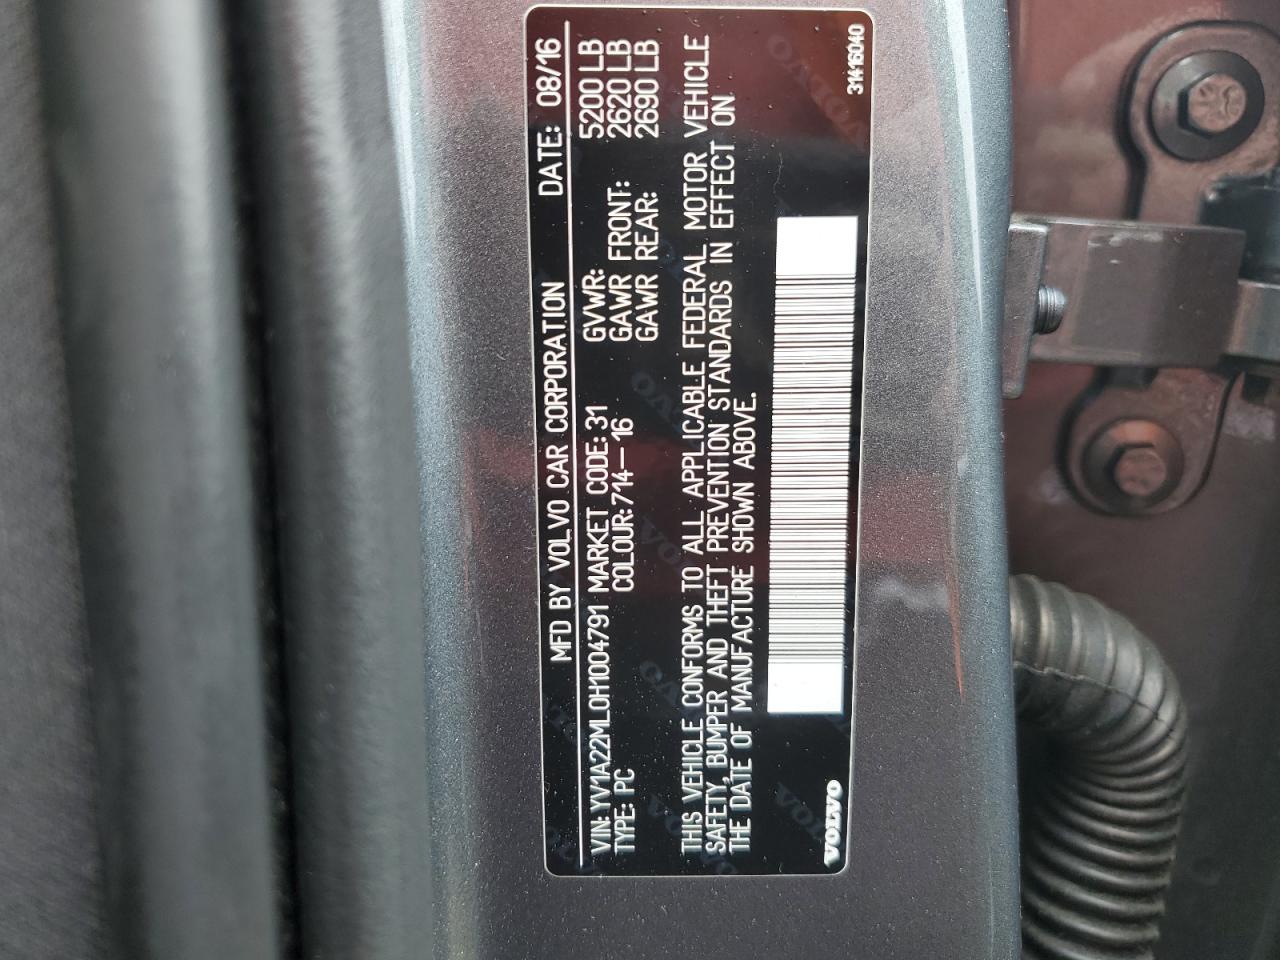 MFD BY VOLVO CAR CORPORATION DATE: 08/16
VIN: YV1A22ML0H1004791 MARKET CODE: 31 GVWR: 5200 LB
TYPE: PC COLOUR: 714-16 GAWR FRONT: 2620 LB
GAWR REAR: 2690 LB
THIS VEHICLE CONFORMS TO ALL APPLICABLE FEDERAL MOTOR VEHICLE
SAFETY, BUMPER AND THEFT PREVENTION STANDARDS IN EFFECT ON
THE DATE OF MANUFACTURE SHOWN ABOVE.
VOLVO
31416040